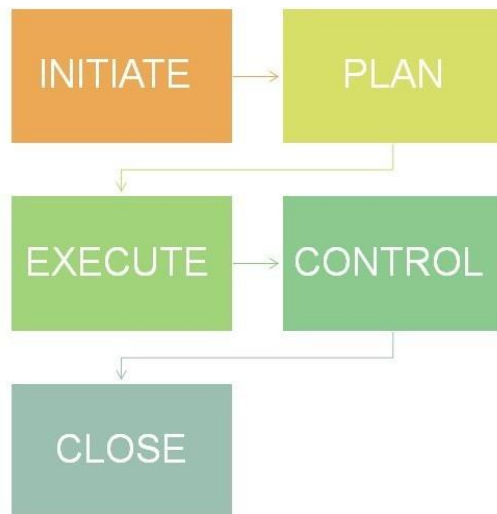 INITIATE
PLAN
EXECUTE
CONTROL
CLOSE